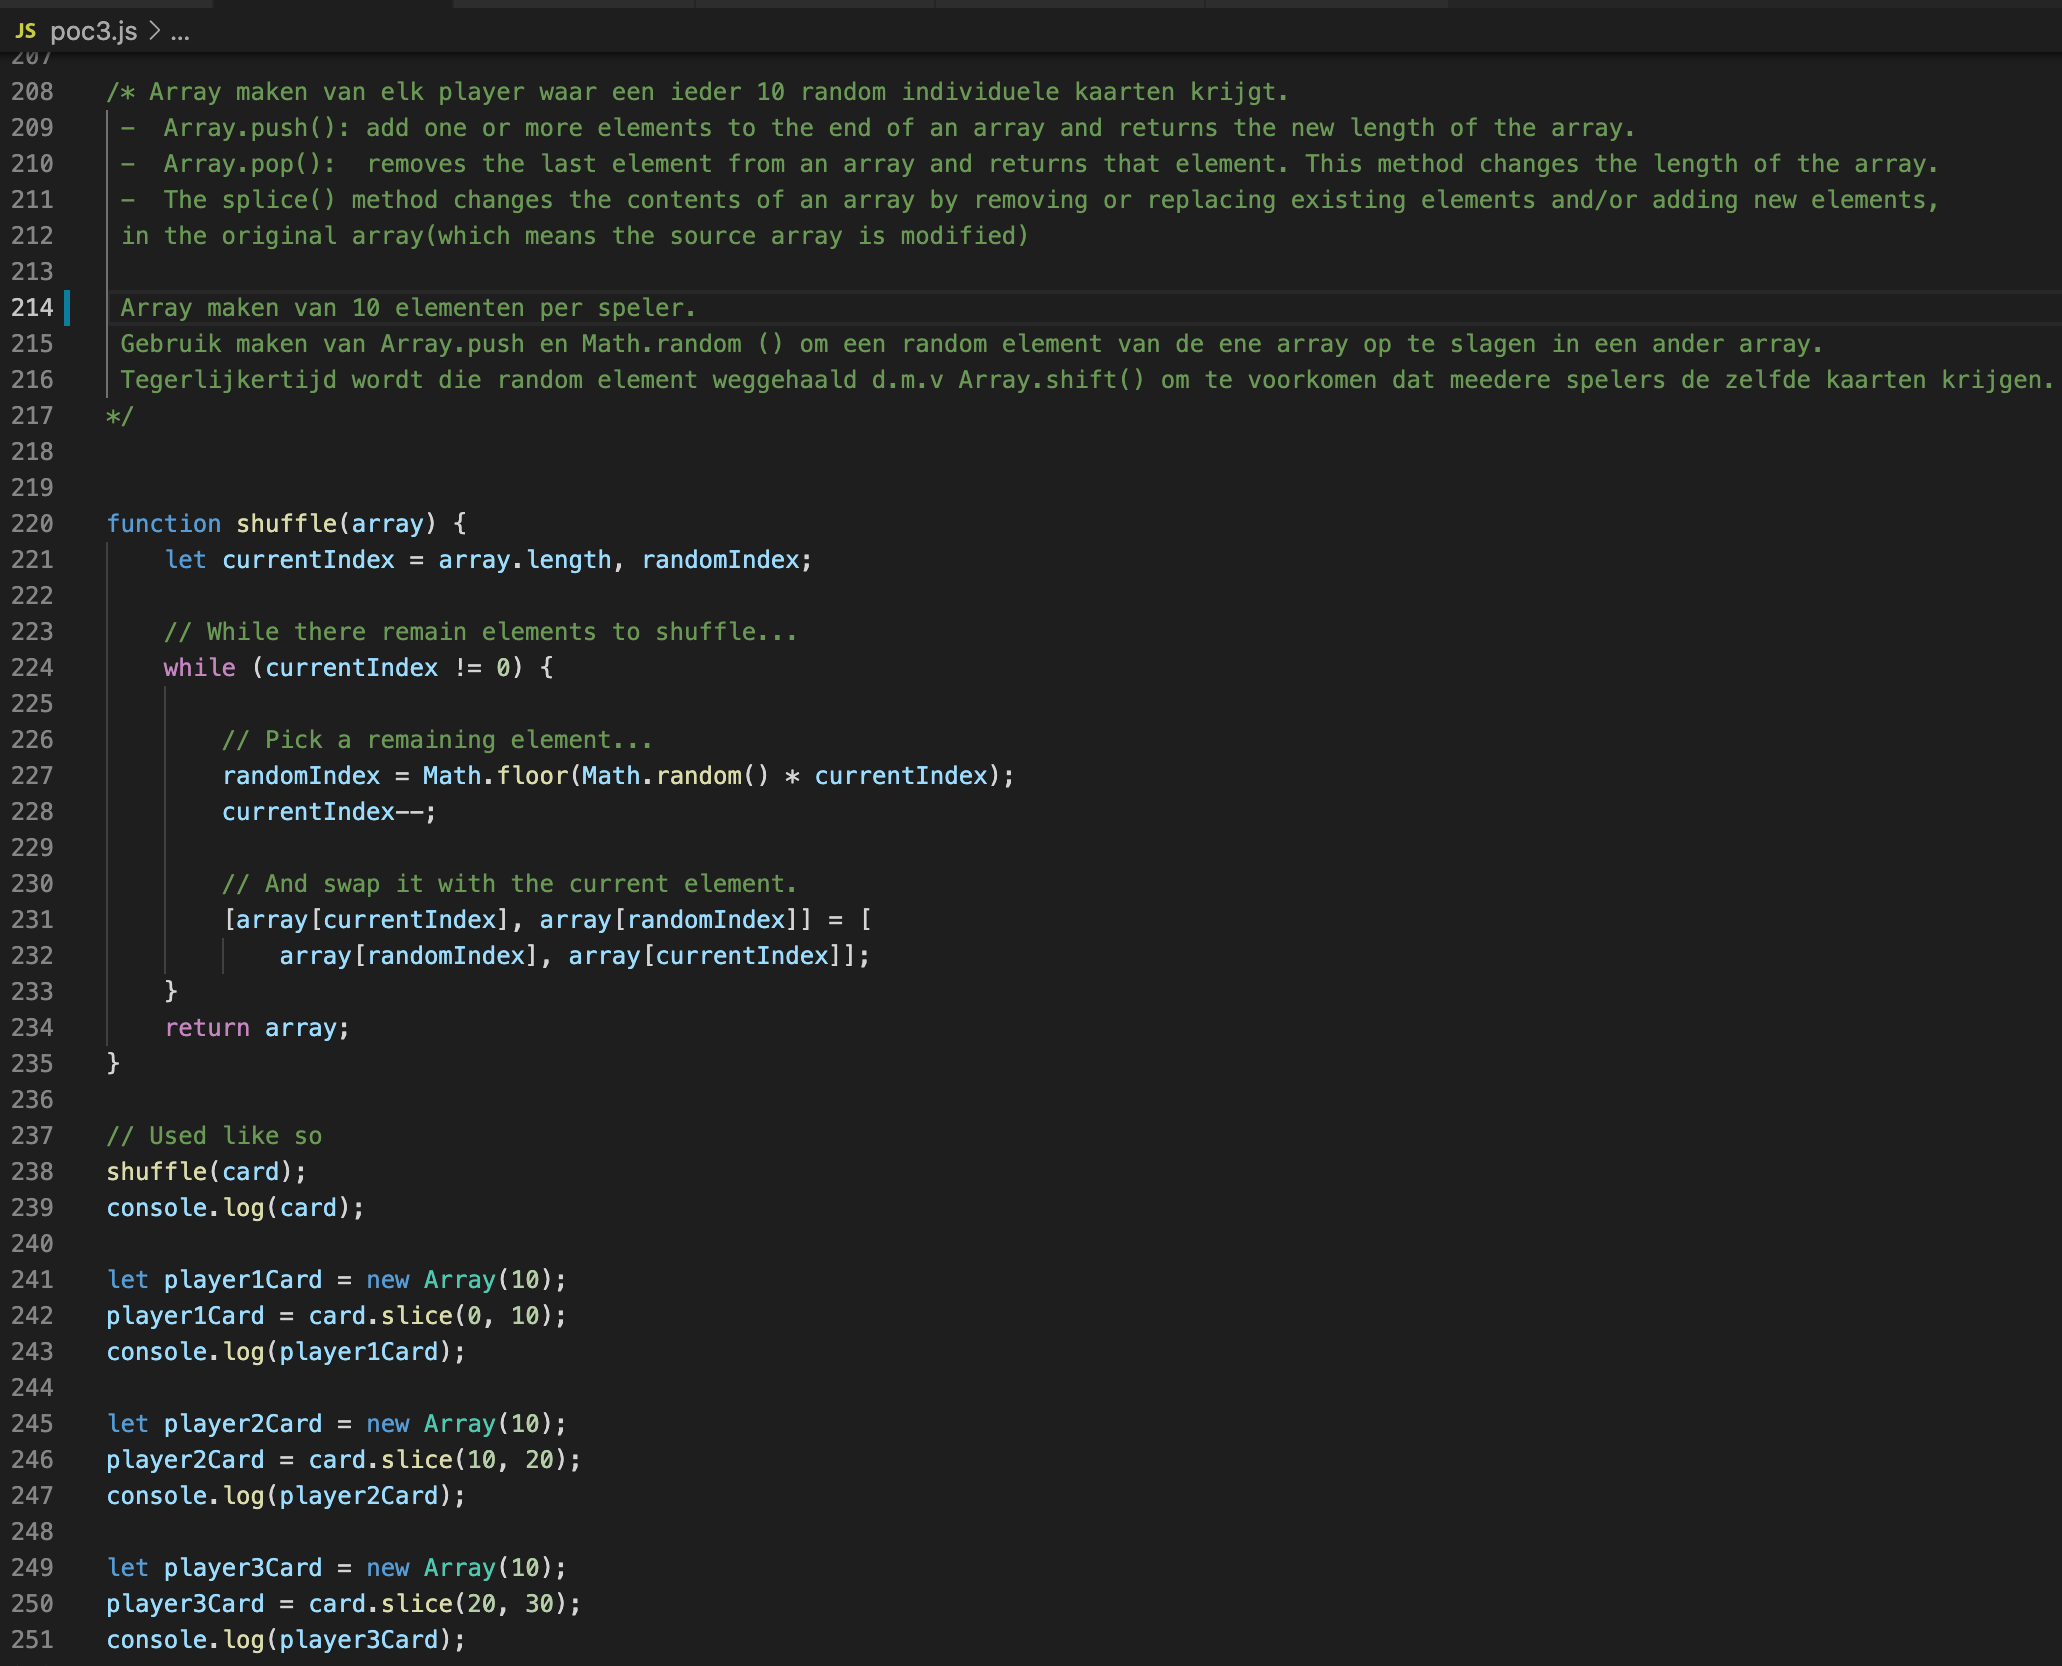 JS poc3.js > ...
207
208 /* Array maken van elk player waar een ieder 10 random individuele kaarten krijgt.
209 - Array.push(): add one or more elements to the end of an array and returns the new length of the array.
210 - Array.pop():  removes the last element from an array and returns that element. This method changes the length of the array.
211 - The splice() method changes the contents of an array by removing or replacing existing elements and/or adding new elements,
212 in the original array(which means the source array is modified)
213
214 Array maken van 10 elementen per speler.
215 Gebruik maken van Array.push en Math.random () om een random element van de ene array op te slagen in een ander array.
216 Tegerlijkertijd wordt die random element weggehaald d.m.v Array.shift() om te voorkomen dat meedere spelers de zelfde kaarten krijgen.
217 */
218
219
220 function shuffle(array) {
221     let currentIndex = array.length, randomIndex;
222
223     // While there remain elements to shuffle...
224     while (currentIndex != 0) {
225
226         // Pick a remaining element...
227         randomIndex = Math.floor(Math.random() * currentIndex);
228         currentIndex--;
229
230         // And swap it with the current element.
231         [array[currentIndex], array[randomIndex]] = [
232             array[randomIndex], array[currentIndex]];
233     }
234     return array;
235 }
236
237 // Used like so
238 shuffle(card);
239 console.log(card);
240
241 let player1Card = new Array(10);
242 player1Card = card.slice(0, 10);
243 console.log(player1Card);
244
245 let player2Card = new Array(10);
246 player2Card = card.slice(10, 20);
247 console.log(player2Card);
248
249 let player3Card = new Array(10);
250 player3Card = card.slice(20, 30);
251 console.log(player3Card);